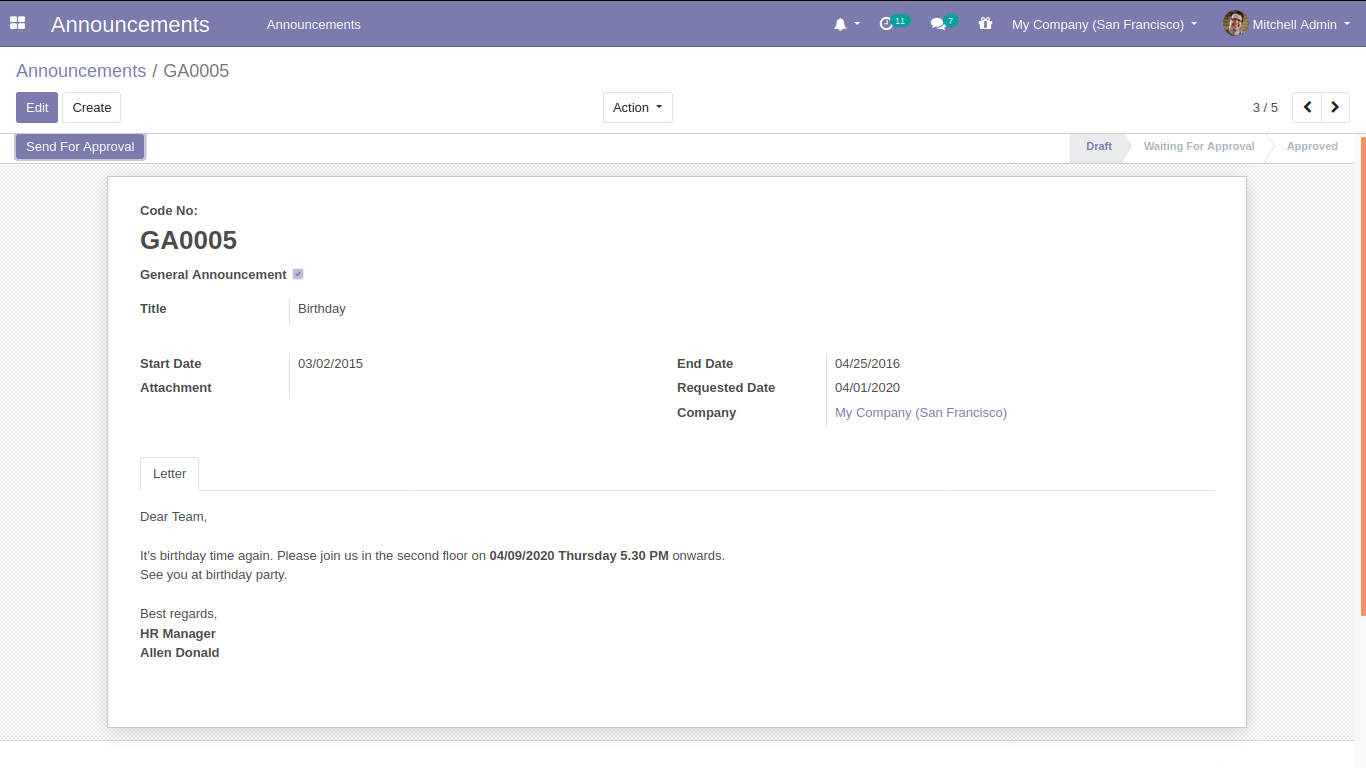 Announcements Announcements 11 7 My Company (San Francisco) Mitchell Admin
Announcements / GA0005
Edit Create Action 3 / 5
Send For Approval Draft Waiting For Approval Approved
Code No:
GA0005
General Announcement
Title Birthday
Start Date 03/02/2015 End Date 04/25/2016
Attachment Requested Date 04/01/2020
Company My Company (San Francisco)
Letter
Dear Team,
It's birthday time again. Please join us in the second floor on 04/09/2020 Thursday 5.30 PM onwards.
See you at birthday party.
Best regards,
HR Manager
Allen Donald